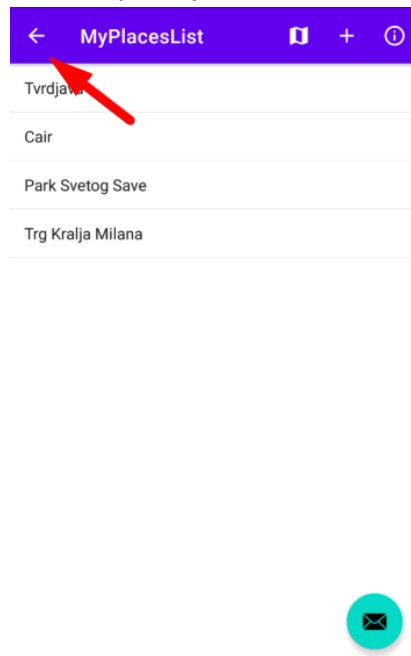 MyPlacesList
Tvrdjava
Cair
Park Svetog Save
Trg Kralja Milana